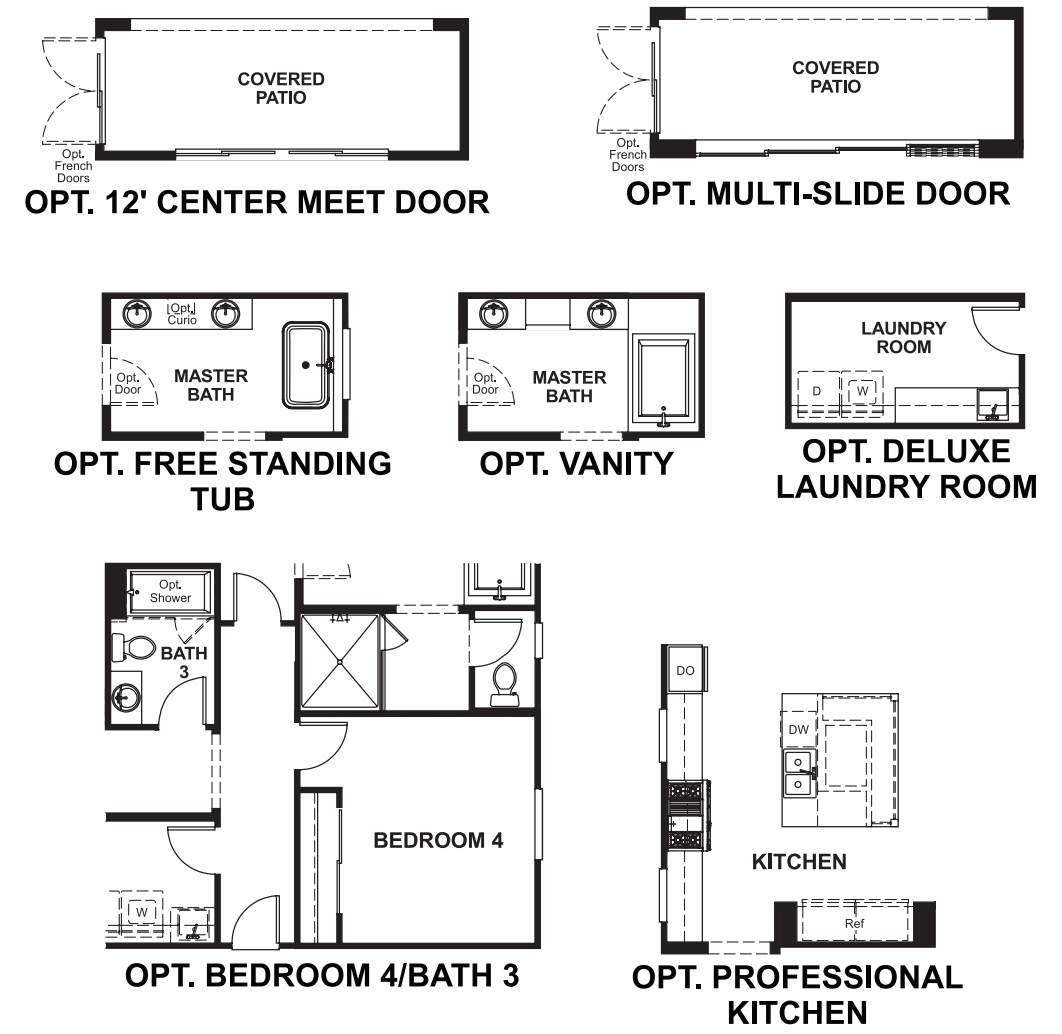 COVERED
PATIO
Opt.
French
Doors
OPT. 12' CENTER MEET DOOR
COVERED
PATIO
Opt.
French
Doors
OPT. MULTI-SLIDE DOOR
Opt.
Curio
Opt.
Door
MASTER
BATH
OPT. FREE STANDING
TUB
Opt.
Door
MASTER
BATH
OPT. VANITY
LAUNDRY
ROOM
D
W
OPT. DELUXE
LAUNDRY ROOM
Opt.
Shower
BATH
3
BEDROOM 4
W
OPT. BEDROOM 4/BATH 3
DO
DW
KITCHEN
Ref
OPT. PROFESSIONAL
KITCHEN